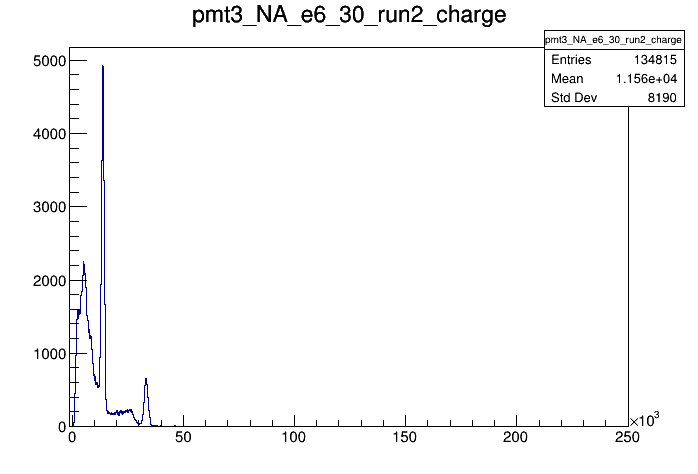 pmt3_NA_e6_30_run2_charge
pmt3_NA_e6_30_run2_charge
Entries 134815
Mean 1.156e+04
Std Dev 8190
5000
4000
3000
2000
1000
0
0 50 100 150 200 250
×10³